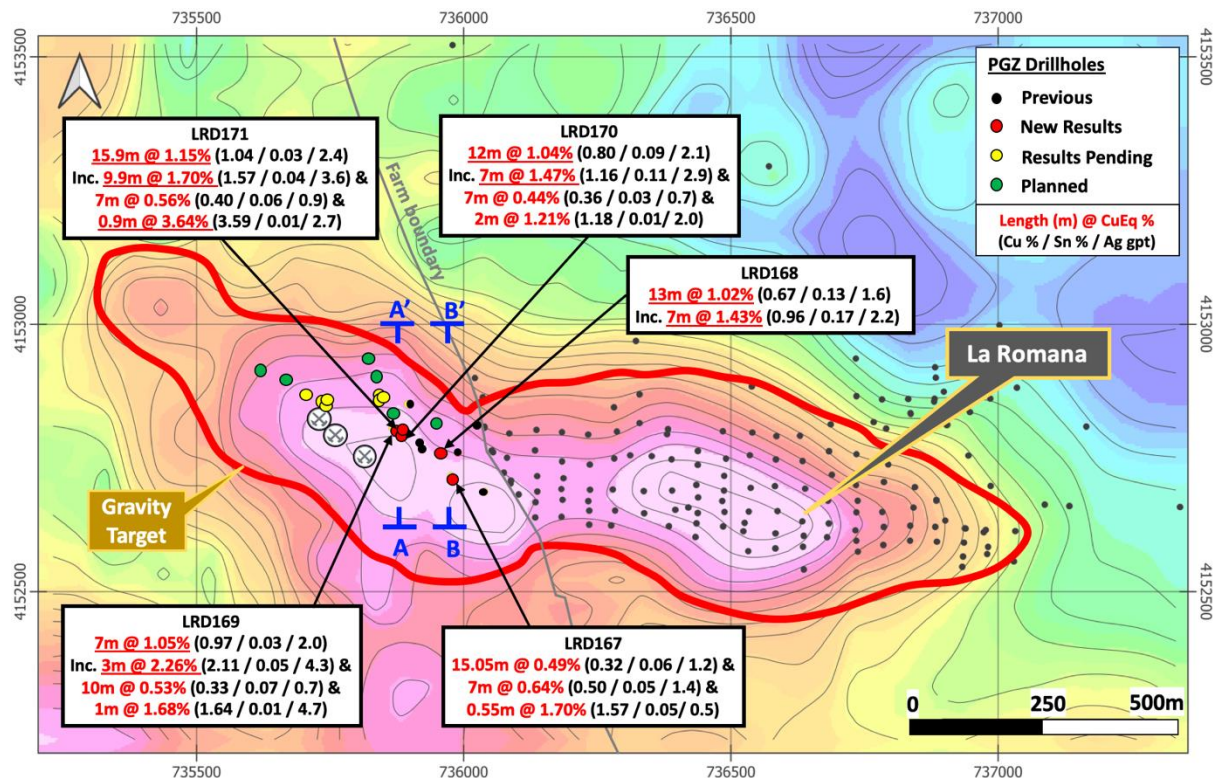 735500 736000 736500 737000
4153500 4153500
PGZ Drillholes
Previous
New Results
Results Pending
Planned
Length (m) @ CuEq %
(Cu % / Sn % / Ag gpt)
LRD171
15.9m @ 1.15% (1.04 / 0.03 / 2.4)
Inc. 9.9m @ 1.70% (1.57 / 0.04 / 3.6) &
7m @ 0.56% (0.40 / 0.06 / 0.9) &
0.9m @ 3.64% (3.59 / 0.01 / 2.7)
LRD170
12m @ 1.04% (0.80 / 0.09 / 2.1)
Inc. 7m @ 1.47% (1.16 / 0.11 / 2.9) &
7m @ 0.44% (0.36 / 0.03 / 0.7) &
2m @ 1.21% (1.18 / 0.01/ 2.0)
Farm boundary
LRD168
13m @ 1.02% (0.67 / 0.13 / 1.6)
Inc. 7m @ 1.43% (0.96 / 0.17 / 2.2)
4153000 4153000
A' B'
La Romana
Gravity
Target
A B
4152500 4152500
LRD169
7m @ 1.05% (0.97 / 0.03 / 2.0)
Inc. 3m @ 2.26% (2.11 / 0.05 / 4.3) &
10m @ 0.53% (0.33 / 0.07 / 0.7) &
1m @ 1.68% (1.64 / 0.01 / 4.7)
LRD167
15.05m @ 0.49% (0.32 / 0.06 / 1.2) &
7m @ 0.64% (0.50 / 0.05 / 1.4) &
0.55m @ 1.70% (1.57 / 0.05/ 0.5)
0 250 500m
735500 736000 736500 737000